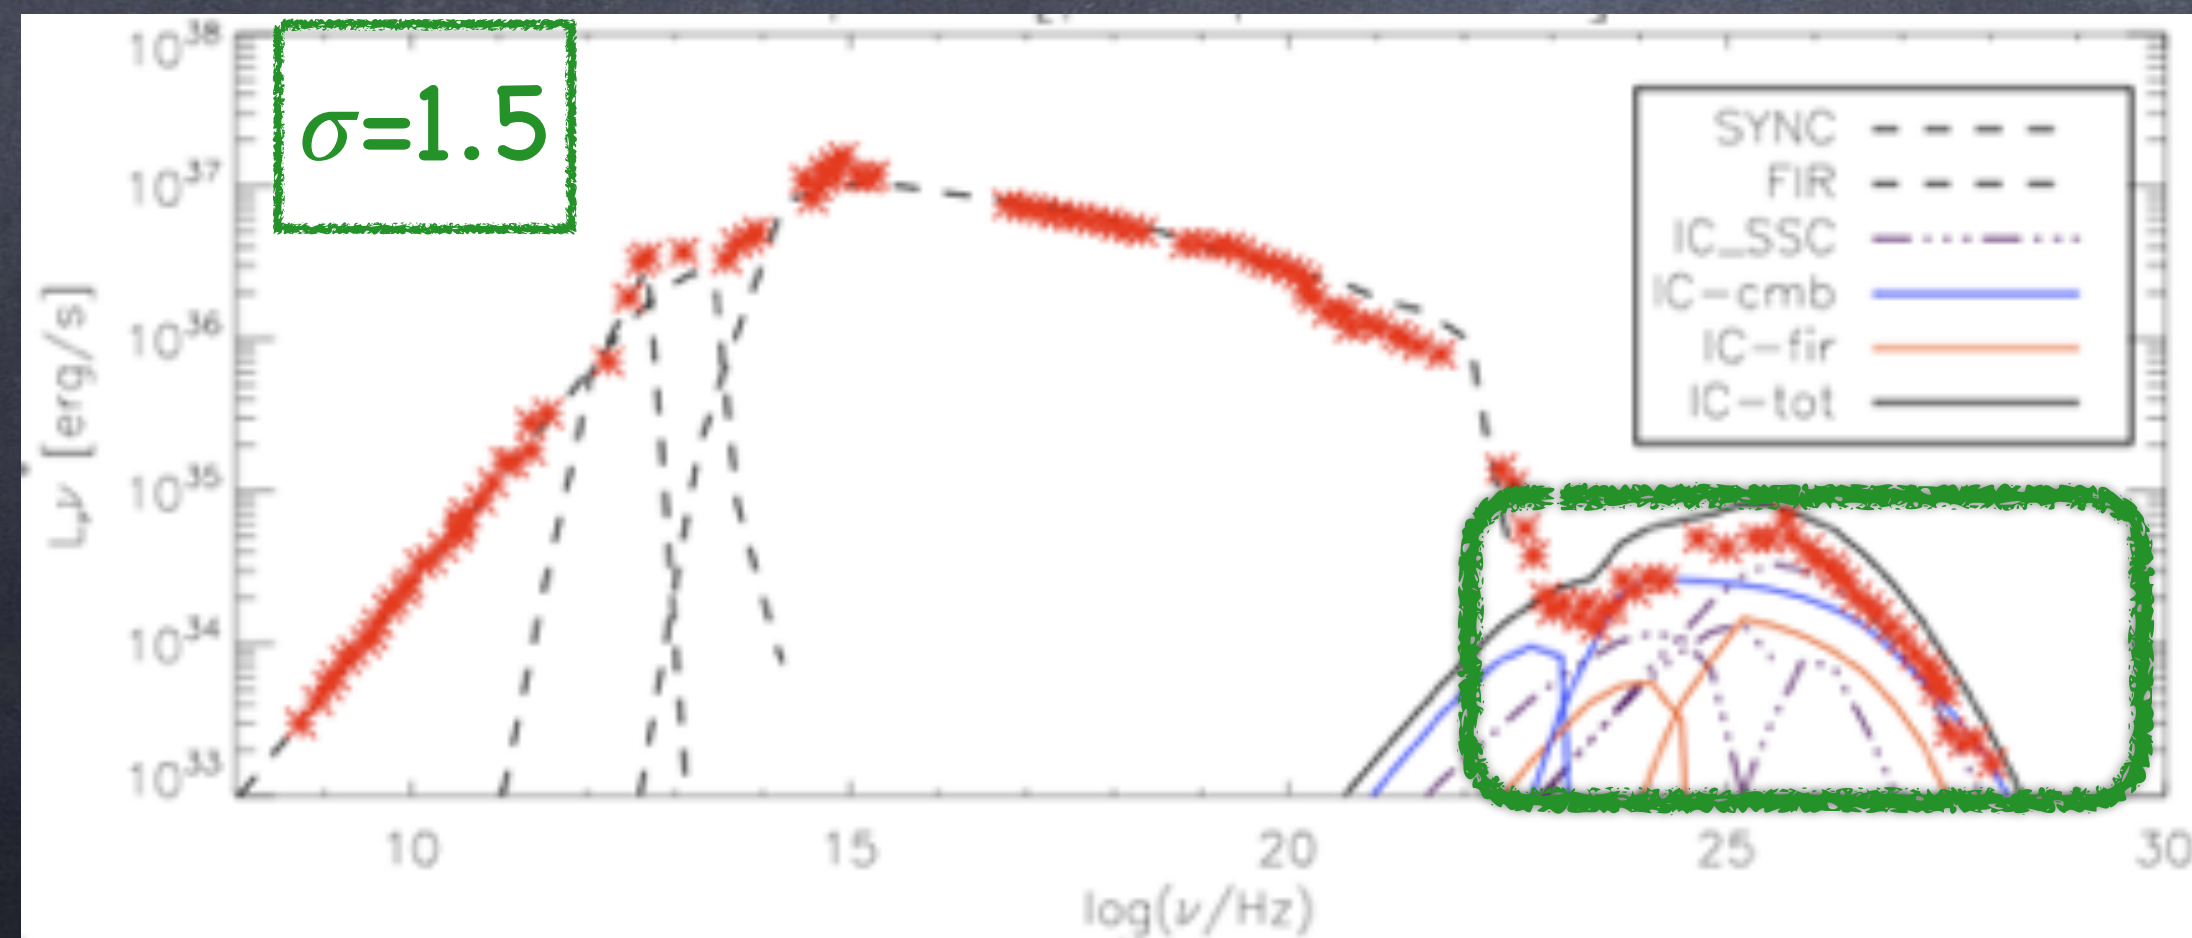 10^38
σ=1.5
10^37
10^36
10^35
10^34
10^33
L_ν ν [erg/s]
SYNC
FIR
IC_SSC
IC-cmb
IC-fir
IC-tot
10 15 20 25 30
log(ν/Hz)